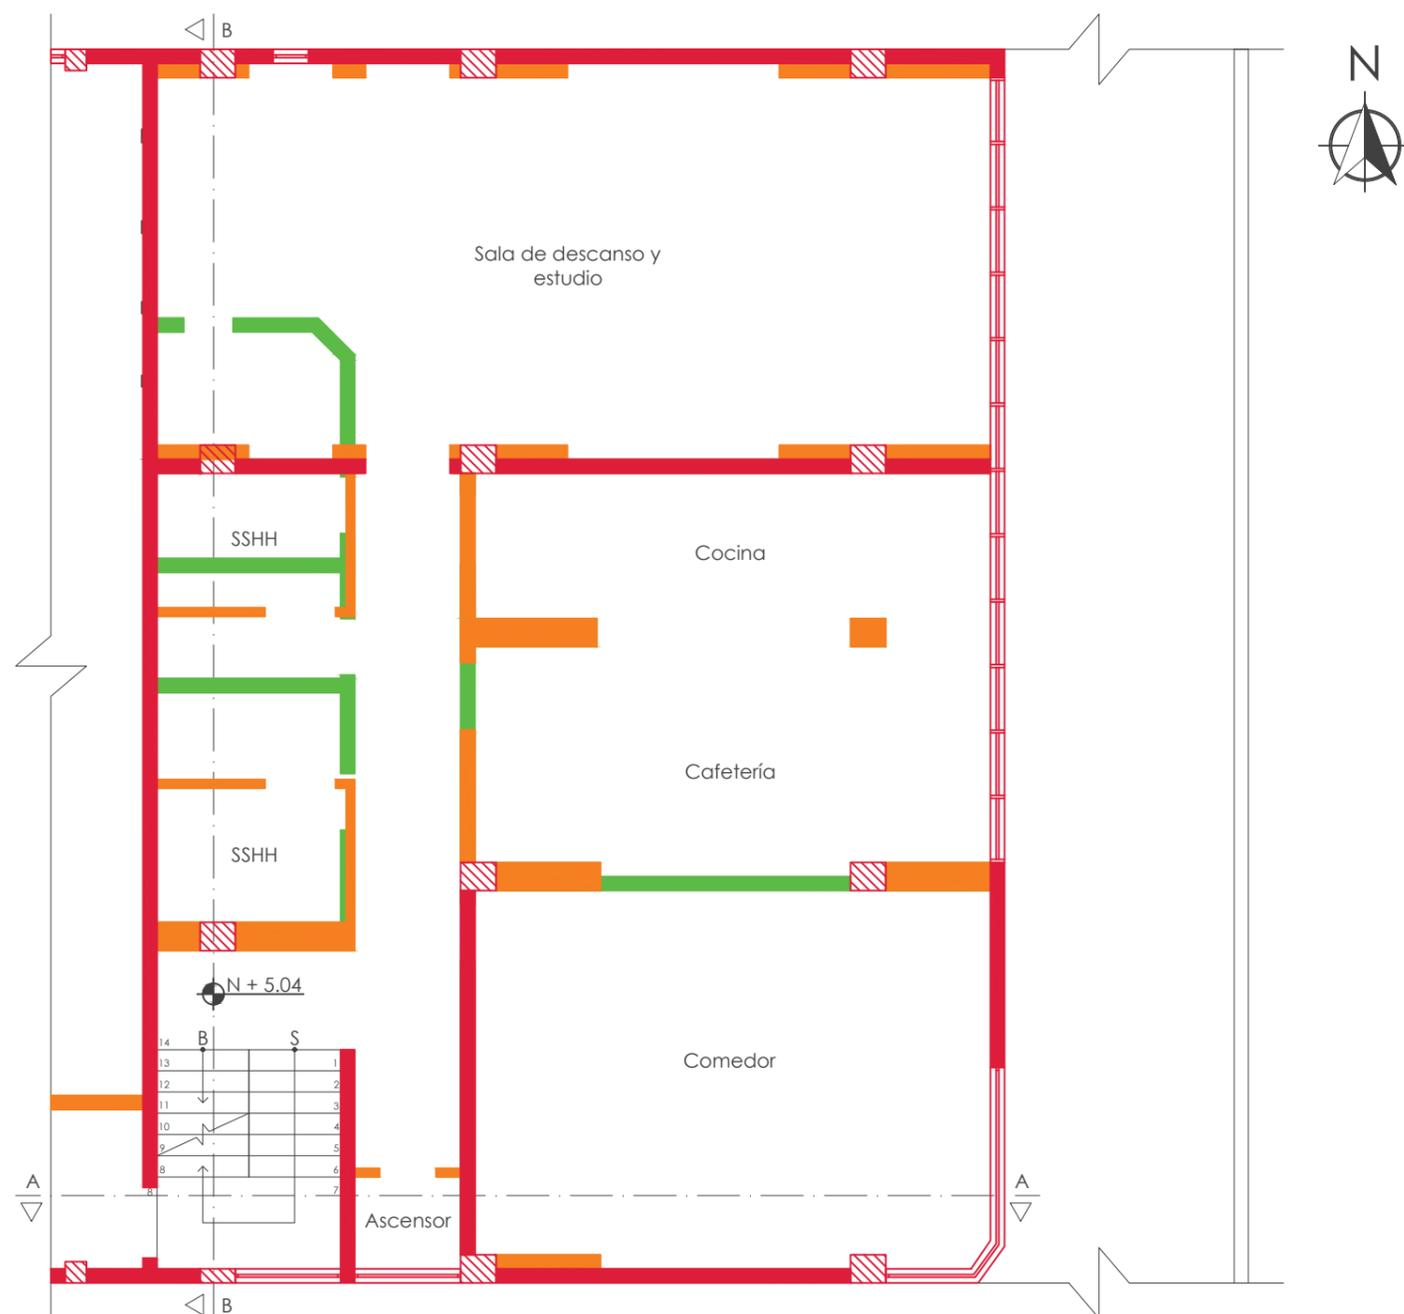 B
N
Sala de descanso y
estudio
SSHH
Cocina
Cafetería
SSHH
N + 5.04
B S
14
13 1
12 2
11 3
10 4
9 5
8 6
8 7
A A
Ascensor
Comedor
B